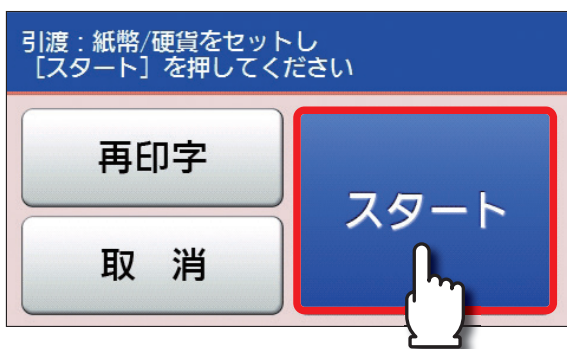 引渡：紙幣/硬貨をセットし
［スタート］を押してください
再印字
スタート
取　消